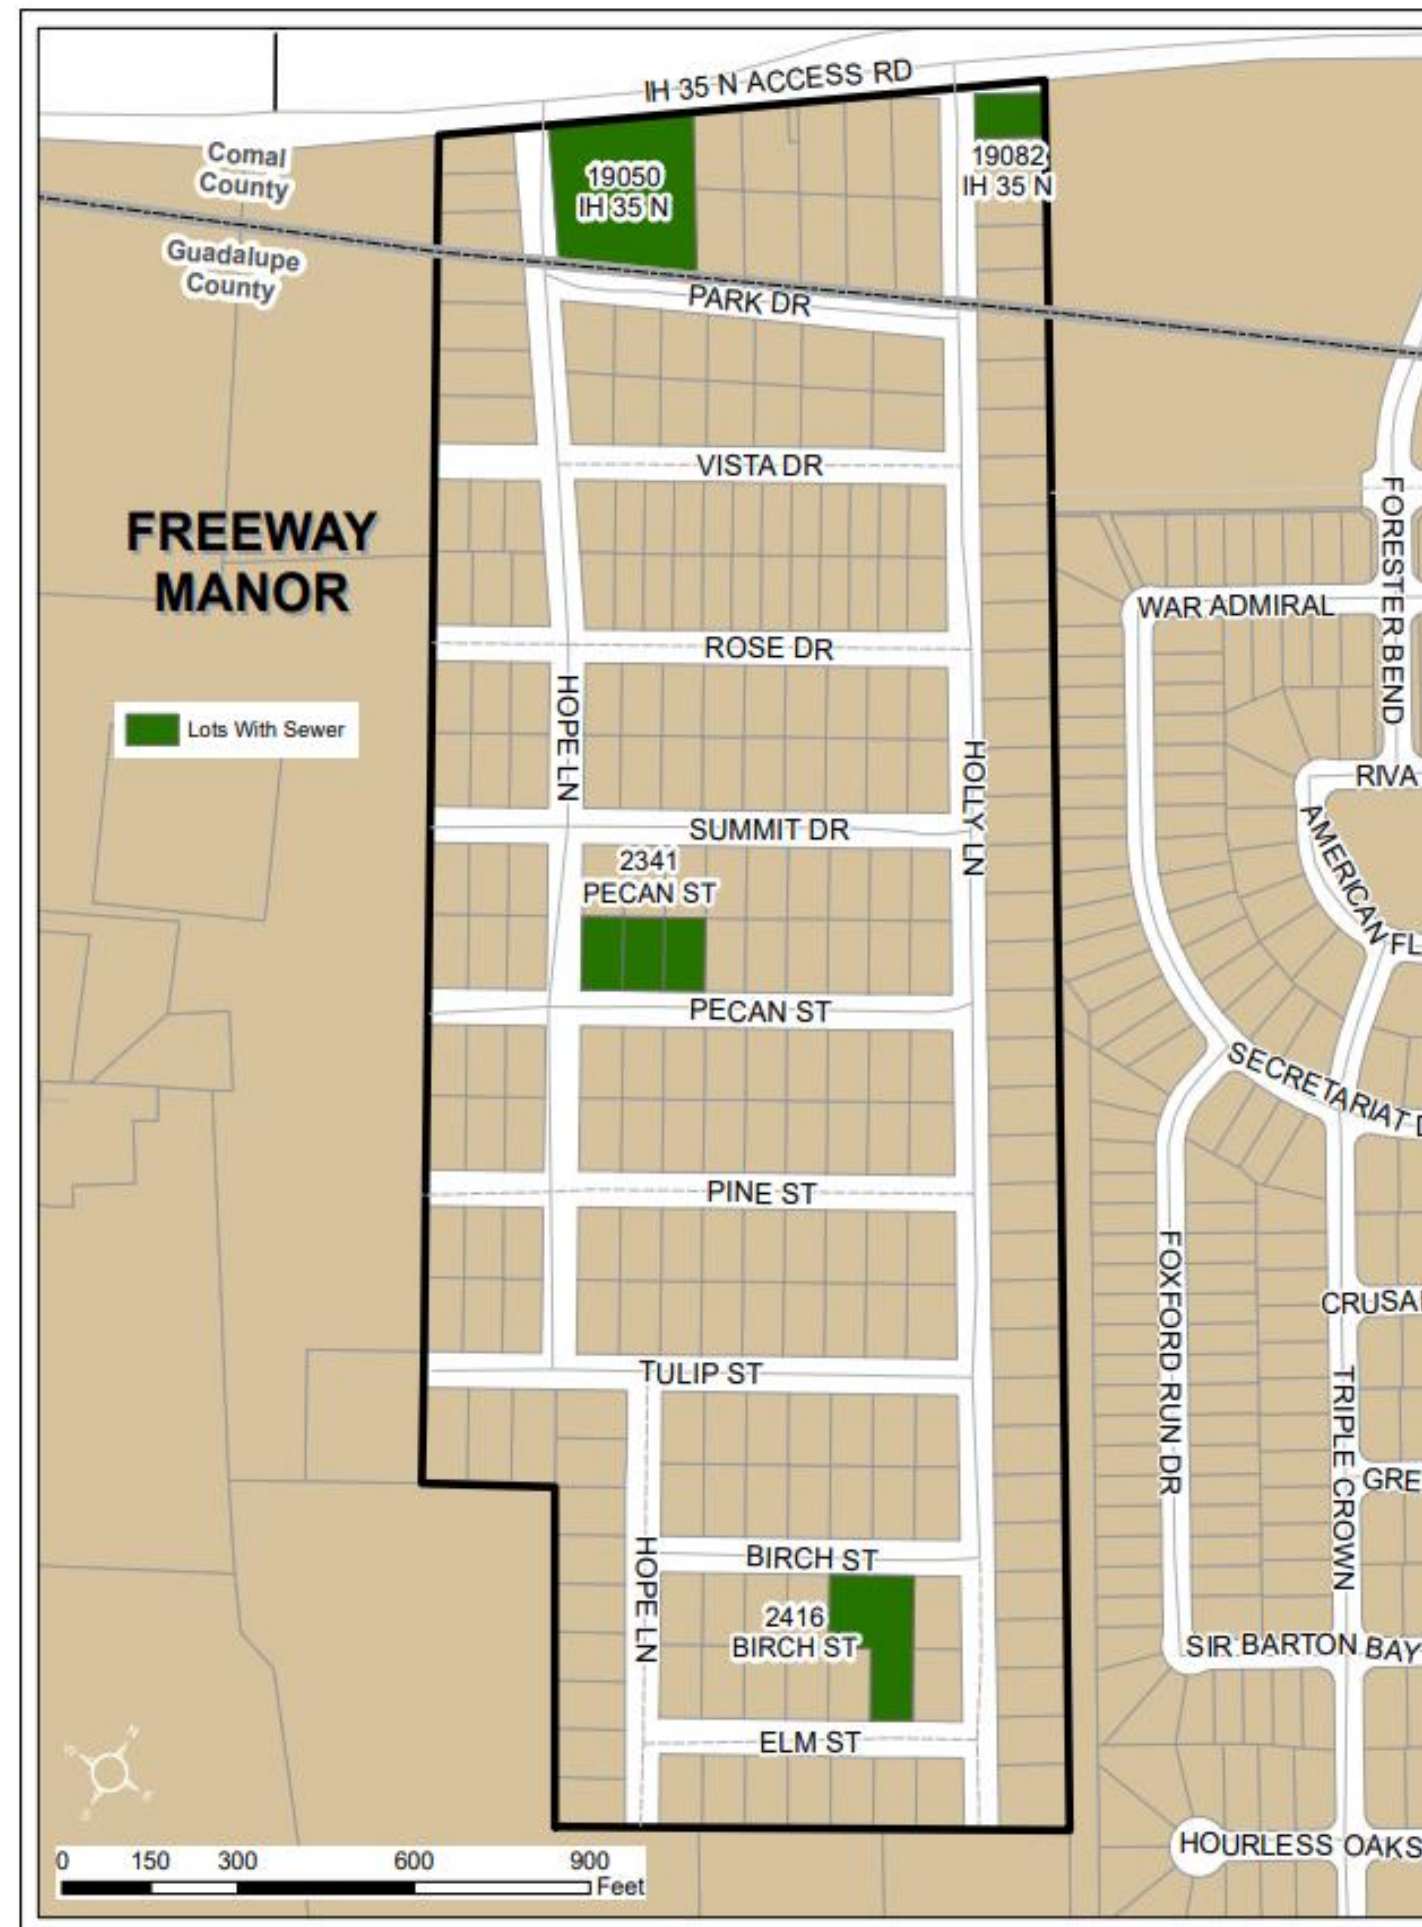 IH 35 N ACCESS RD
Comal
County
19050
IH 35 N
19082
IH 35 N
Guadalupe
County
PARK DR
VISTA DR
FREEWAY
MANOR
FORESTER BEND
WAR ADMIRAL
ROSE DR
HOPE LN
Lots With Sewer
HOLLY LN
RIVA
SUMMIT DR
AMERICAN FL
2341
PECAN ST
PECAN ST
SECRETARIAT D
PINE ST
FOXFORD RUN DR
CRUSA
TULIP ST
TRIPLE CROWN
GRE
HOPE LN
BIRCH ST
2416
BIRCH ST
SIR BARTON BAY
ELM ST
N
HOURLESS OAKS
0 150 300 600 900
Feet